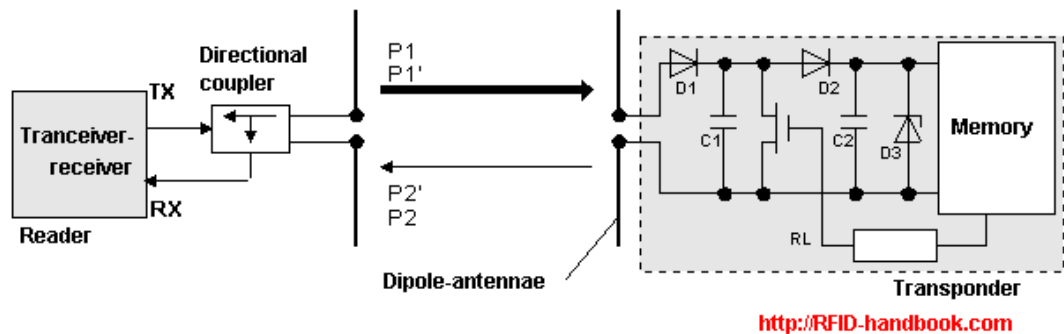 Directional
coupler
TX
Tranceiver-
receiver
RX
Reader
P1
P1'
P2'
P2
Dipole-antennae
D1
D2
C1
C2
D3
Memory
RL
Transponder
http://RFID-handbook.com